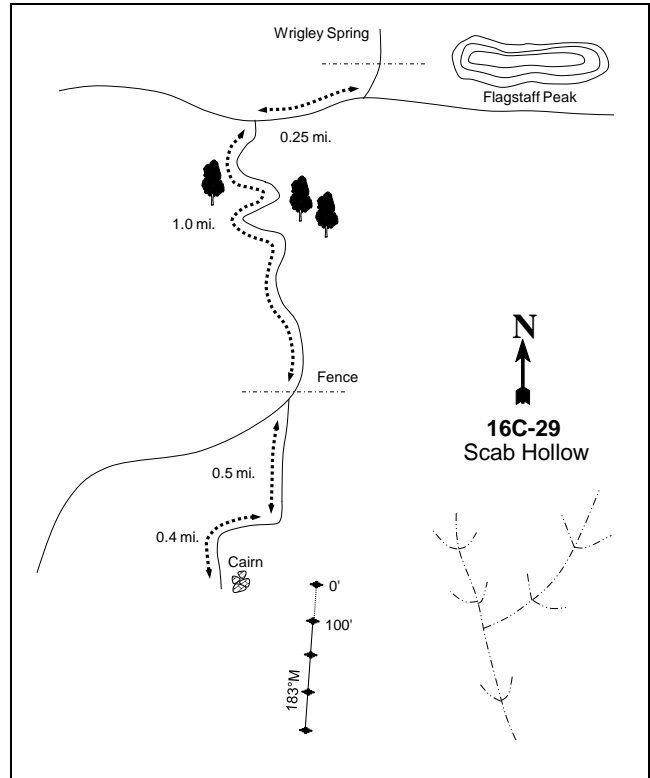 Wrigley Spring
Flagstaff Peak
0.25 mi.
1.0 mi.
N
Fence
16C-29
Scab Hollow
0.5 mi.
0.4 mi.
Cairn
0'
100'
183°M